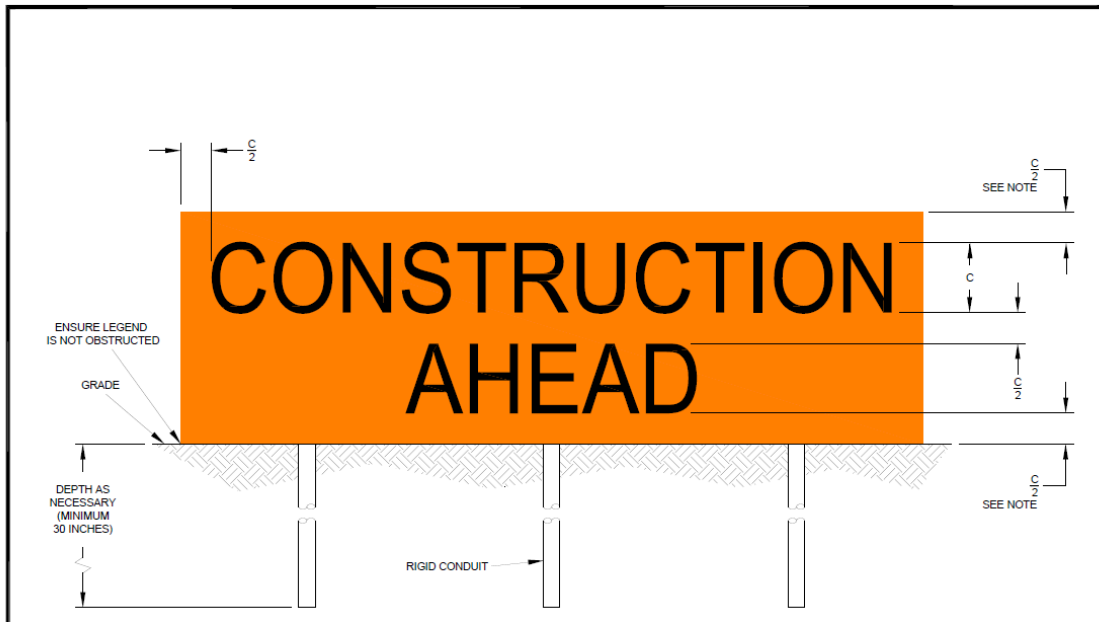 C
2
C
2
SEE NOTE
CONSTRUCTION
C
AHEAD
ENSURE LEGEND
IS NOT OBSTRUCTED
GRADE
C
2
DEPTH AS
NECESSARY
(MINIMUM
30 INCHES)
C
2
SEE NOTE
RIGID CONDUIT